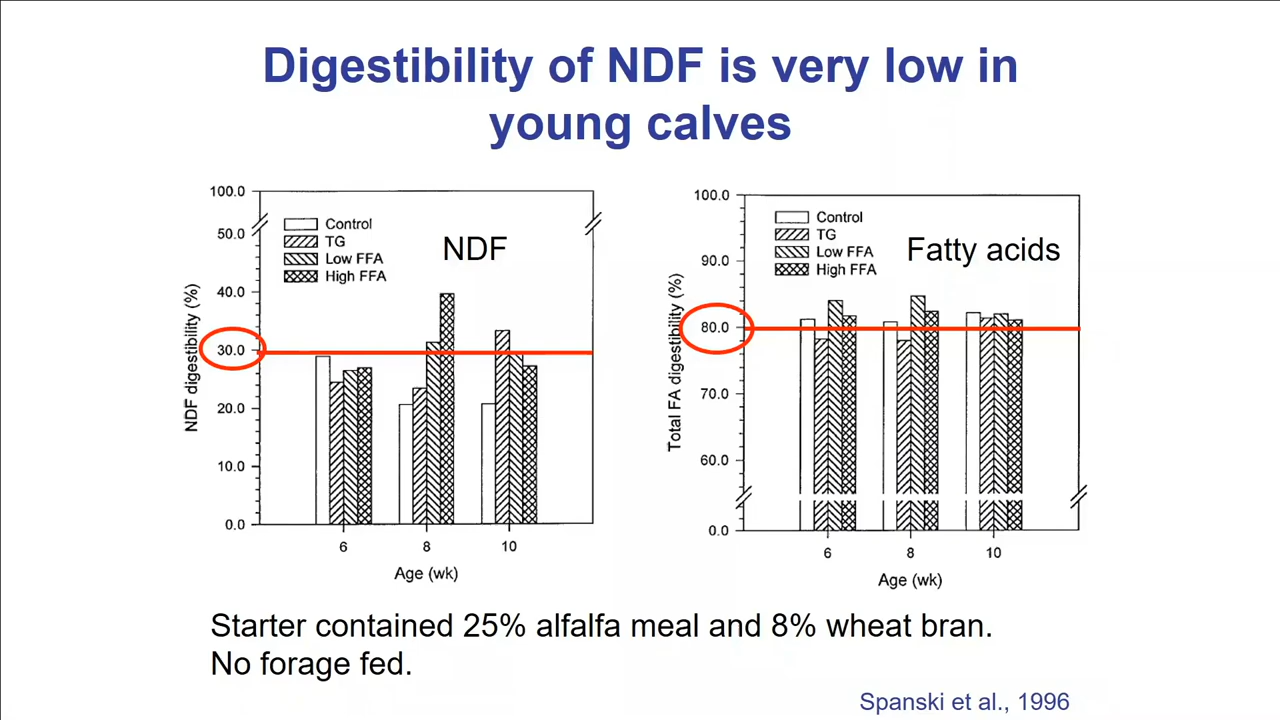 Digestibility of NDF is very low in
young calves
100.0
50.0
40.0
30.0
20.0
10.0
0.0
NDF digestibility (%)
Control
TG
Low FFA
High FFA
NDF
6
8
10
Age (wk)
100.0
90.0
80.0
70.0
60.0
0.0
Total FA digestibility (%)
Control
TG
Low FFA
High FFA
Fatty acids
6
8
10
Age (wk)
Starter contained 25% alfalfa meal and 8% wheat bran.
No forage fed.
Spanski et al., 1996